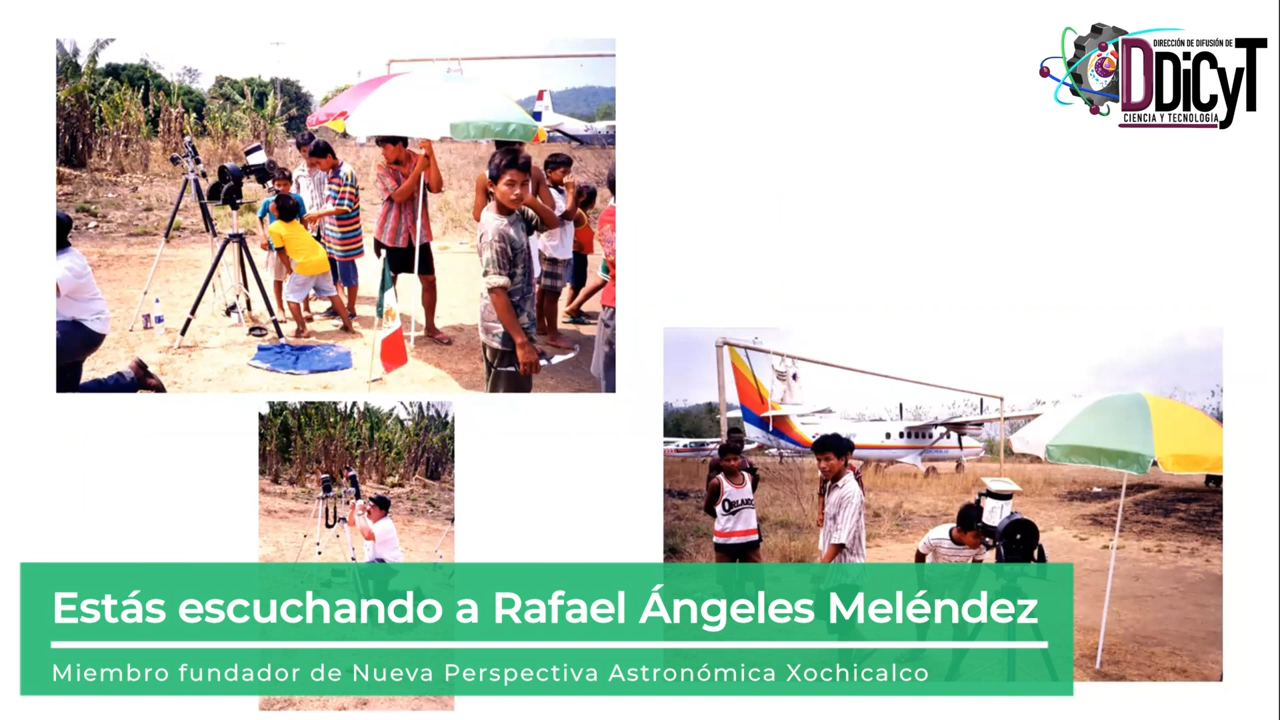 DIRECCIÓN DE DIFUSIÓN DE
DDiCyT
CIENCIA Y TECNOLOGÍA
ORLANDO
Estás escuchando a Rafael Ángeles Meléndez
Miembro fundador de Nueva Perspectiva Astronómica Xochicalco